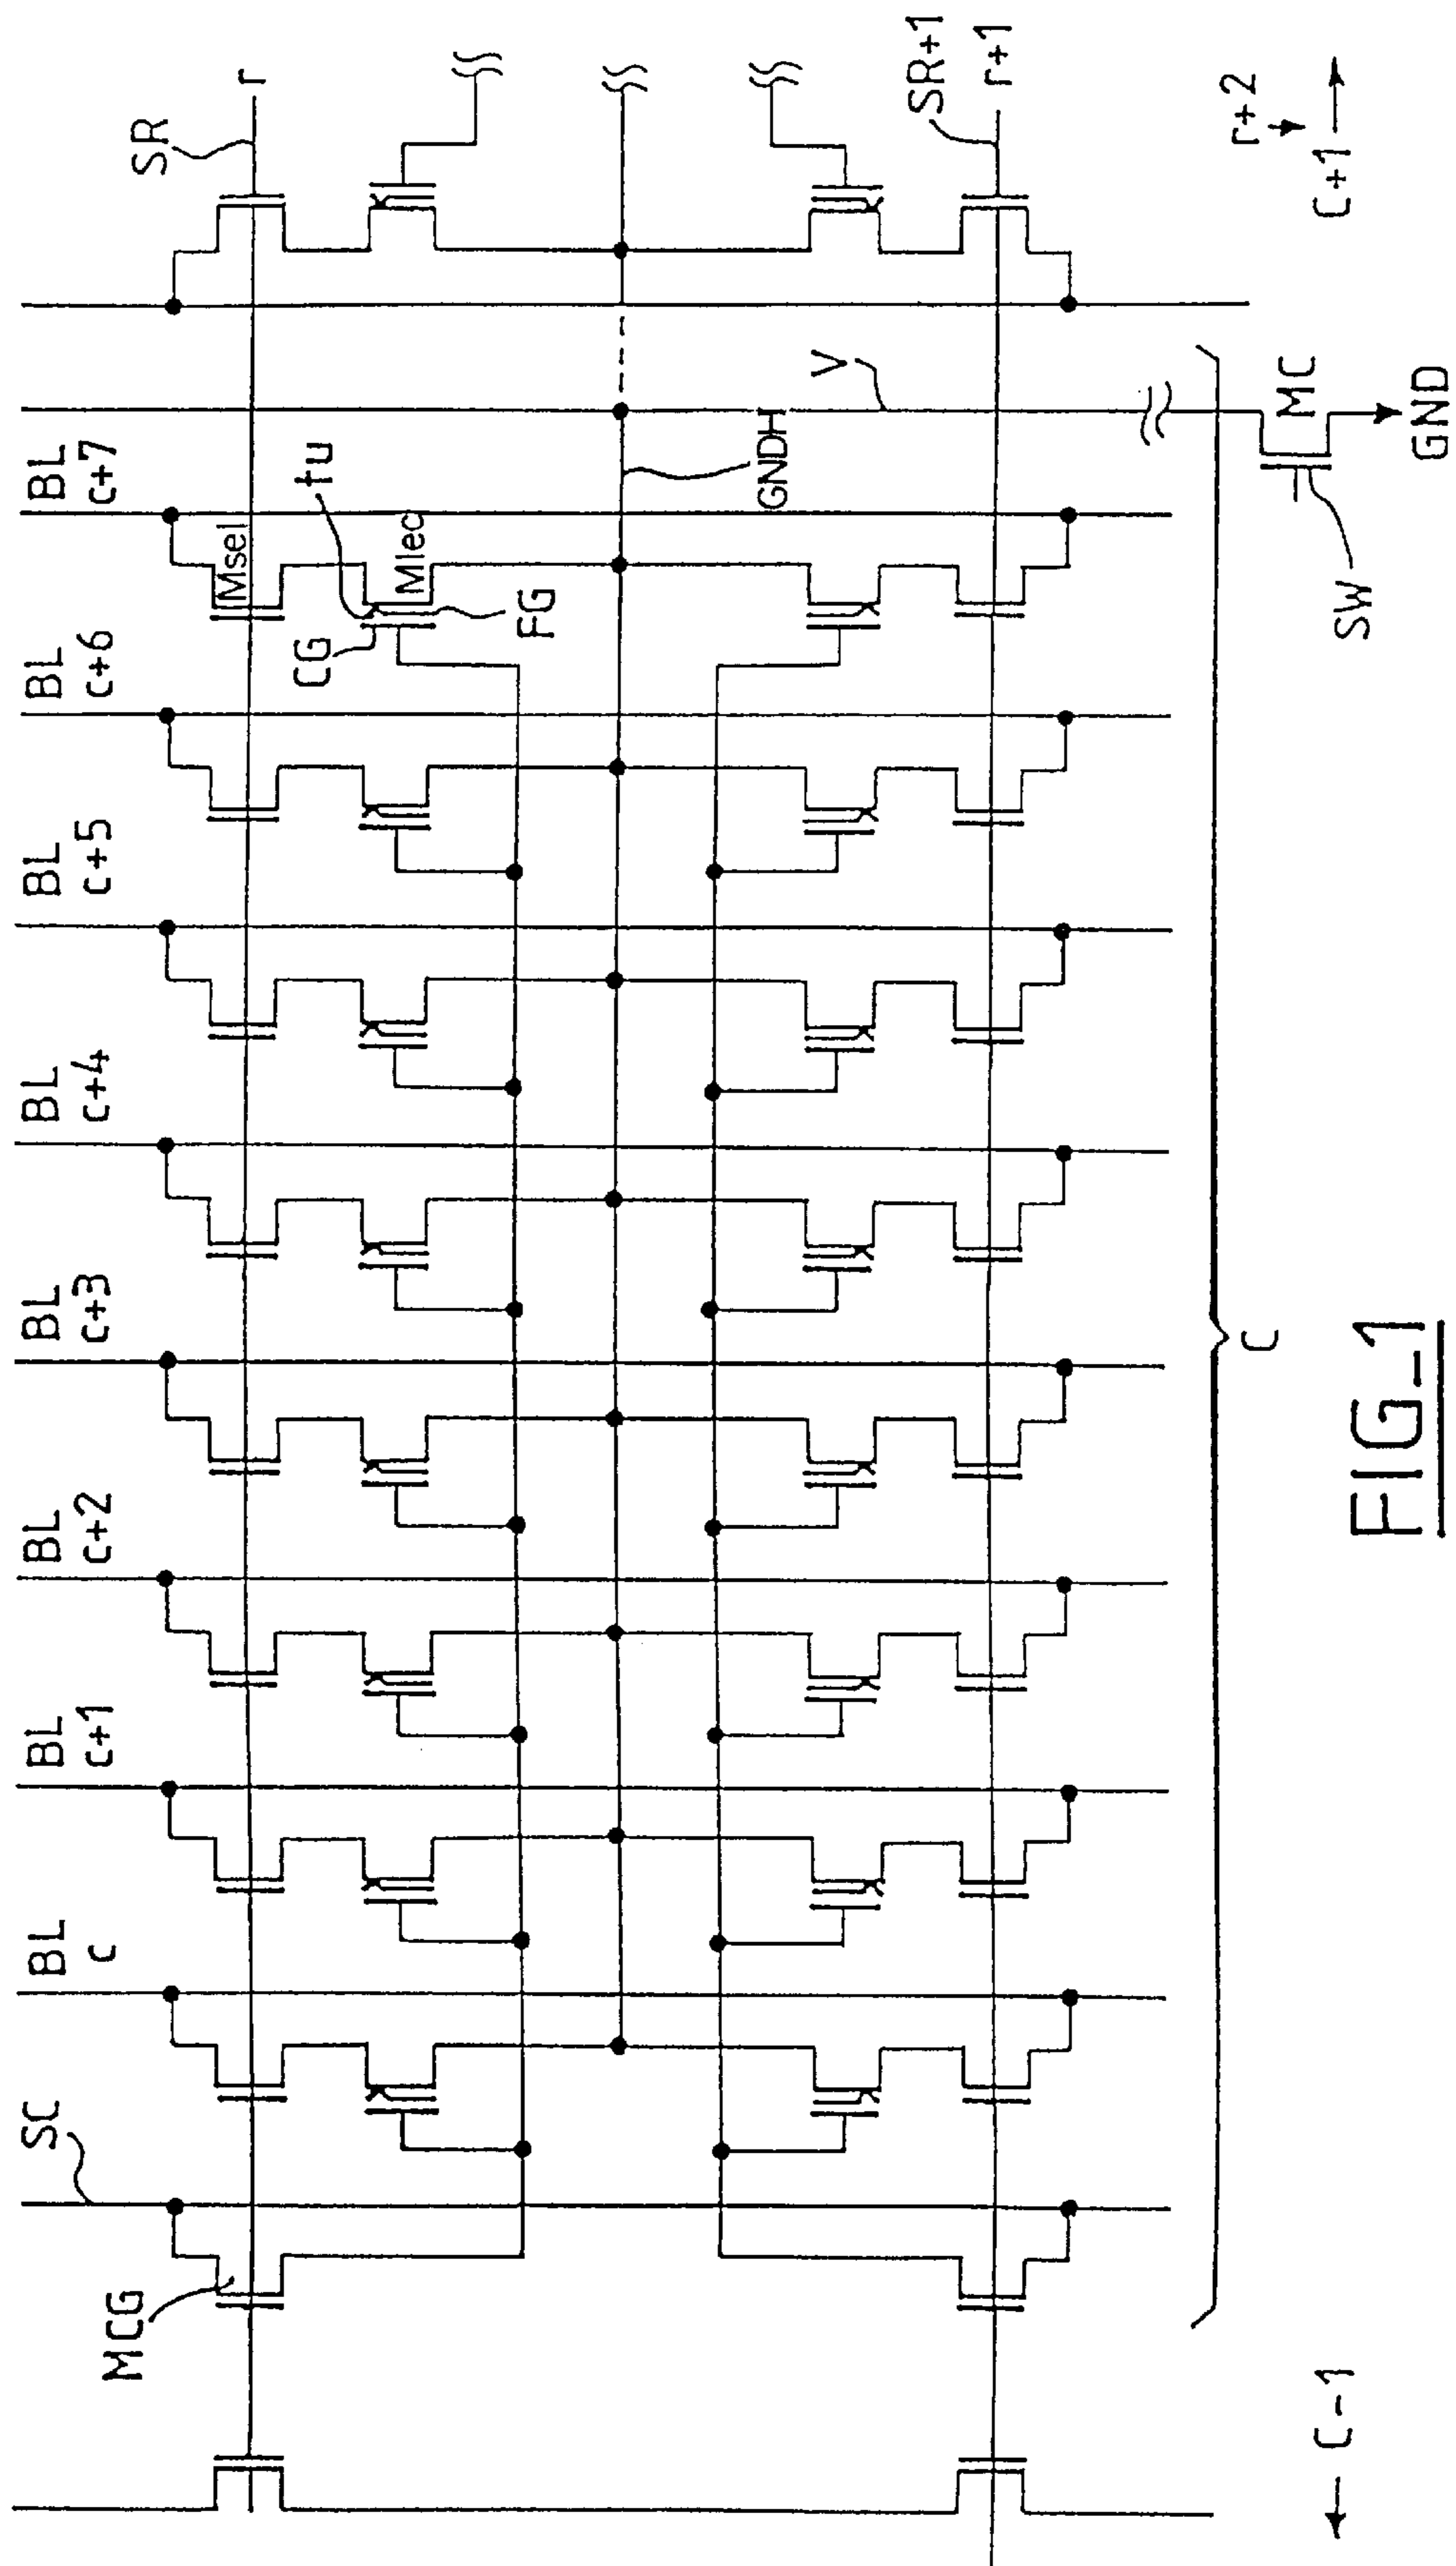 SC
BL
c
BL
c+1
BL
c+2
BL
c+3
BL
c+4
BL
c+5
BL
c+6
BL
c+7
SR
r
MCG
Msel
tu
CG
Mlec
FG
GNDH
V
SR+1
r+1
r+2
C-1
C
C+1
SW
MC
GND
FIG_1